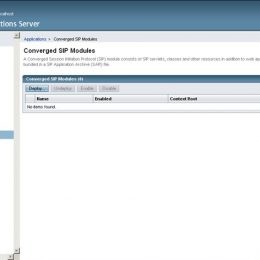 localhost
tions Server
Applications > Converged SIP Modules
Converged SIP Modules
A Converged Session Initiation Protocol (SIP) module consists of SIP servlets, classes and other resources in addition to web ap
bundled in a SIP Application Archive (SAR) file.
Converged SIP Modules (0)
Deploy... Undeploy Enable Disable
Name Enabled Context Root
No items found.